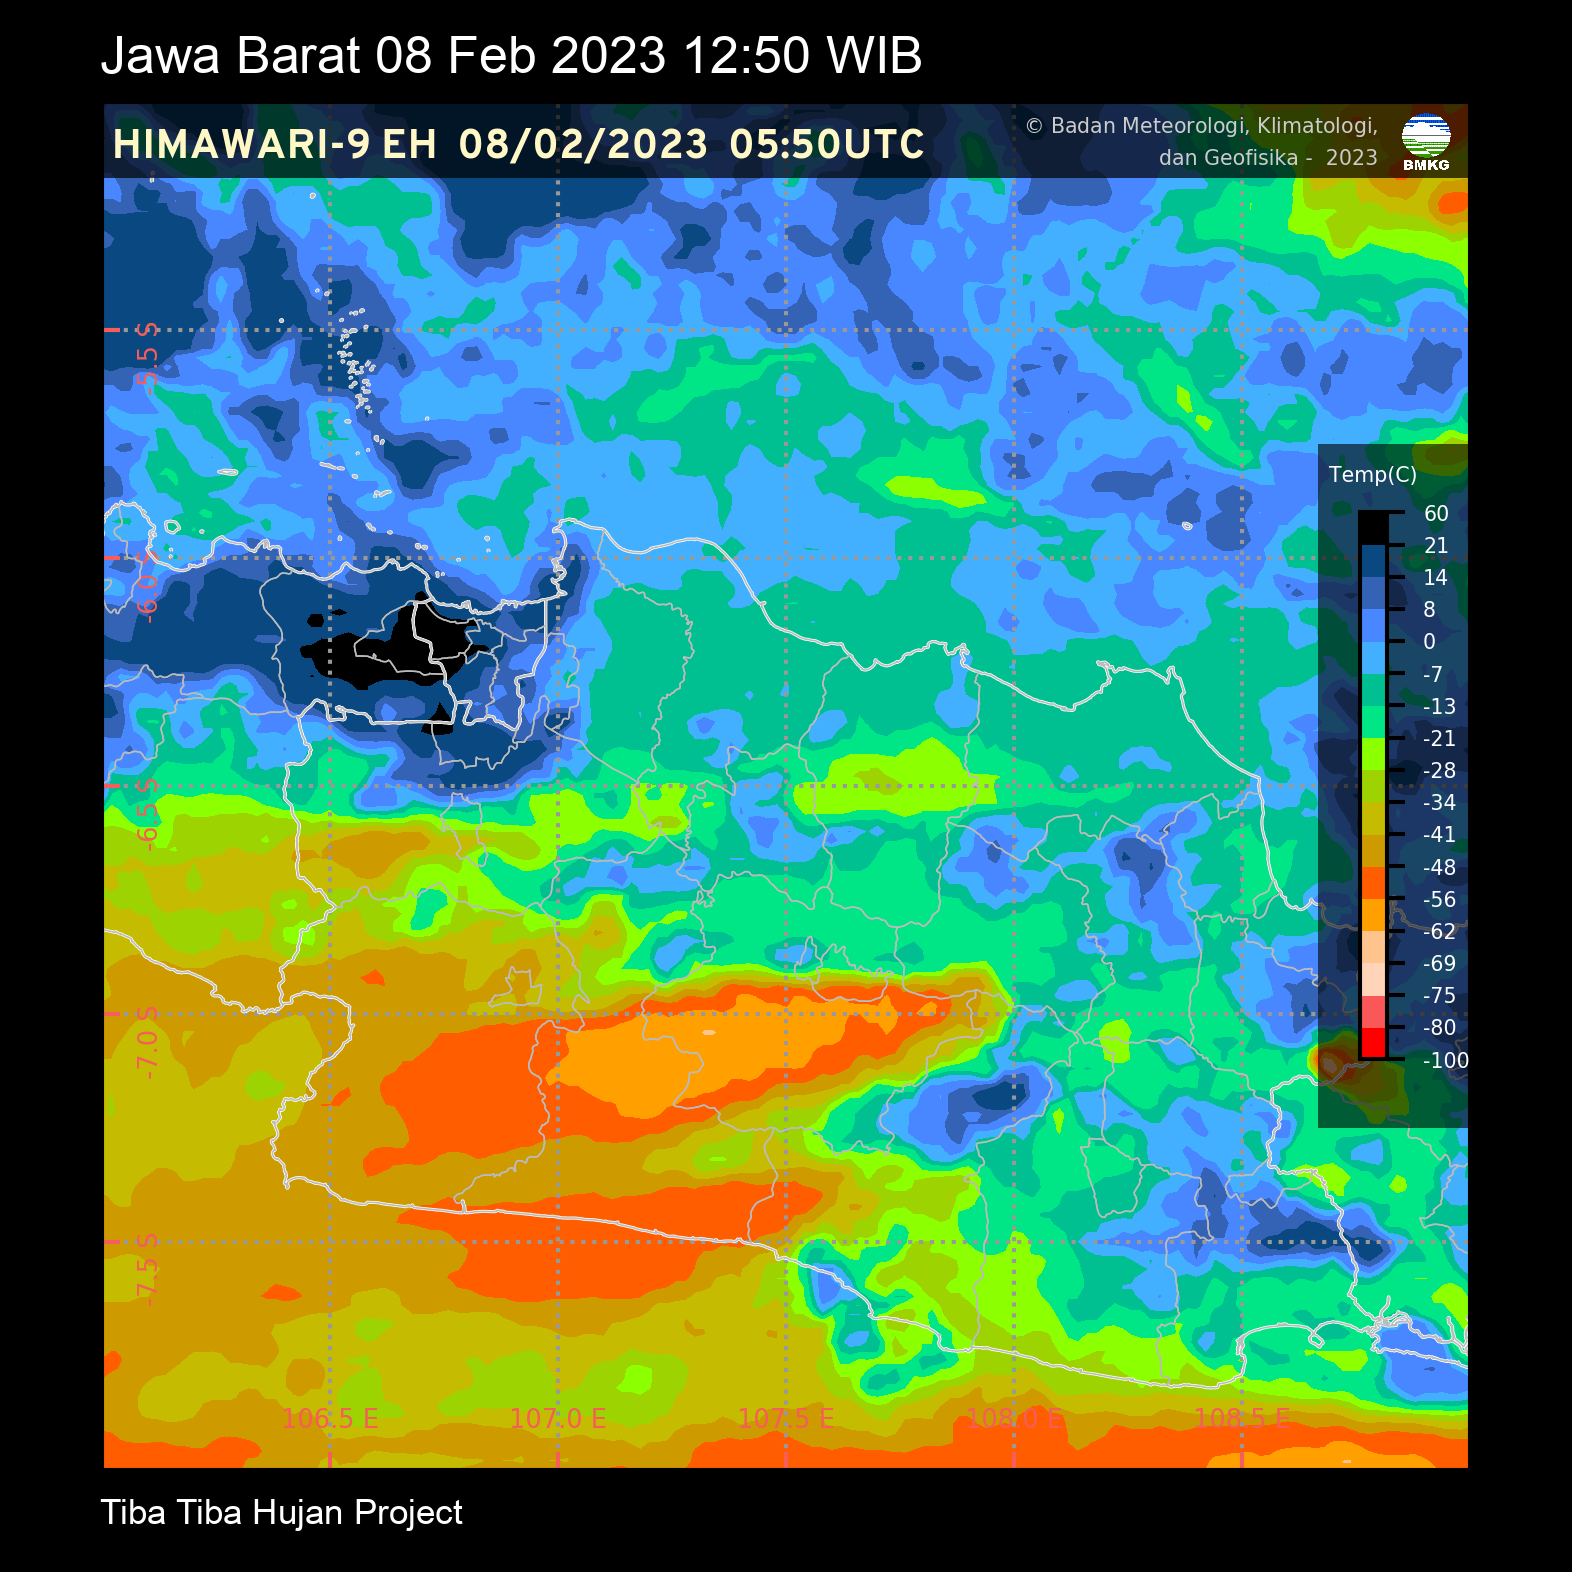 Jawa Barat 08 Feb 2023 12:50 WIB
HIMAWARI-9 EH 08/02/2023 05:50UTC
© Badan Meteorologi, Klimatologi,
dan Geofisika - 2023
BMKG
-5.5 S
-6.0 S
-6.5 S
-7.0 S
-7.5 S
Temp(C)
60
21
14
8
0
-7
-13
-21
-28
-34
-41
-48
-56
-62
-69
-75
-80
-100
106.5 E
107.0 E
107.5 E
108.0 E
108.5 E
Tiba Tiba Hujan Project